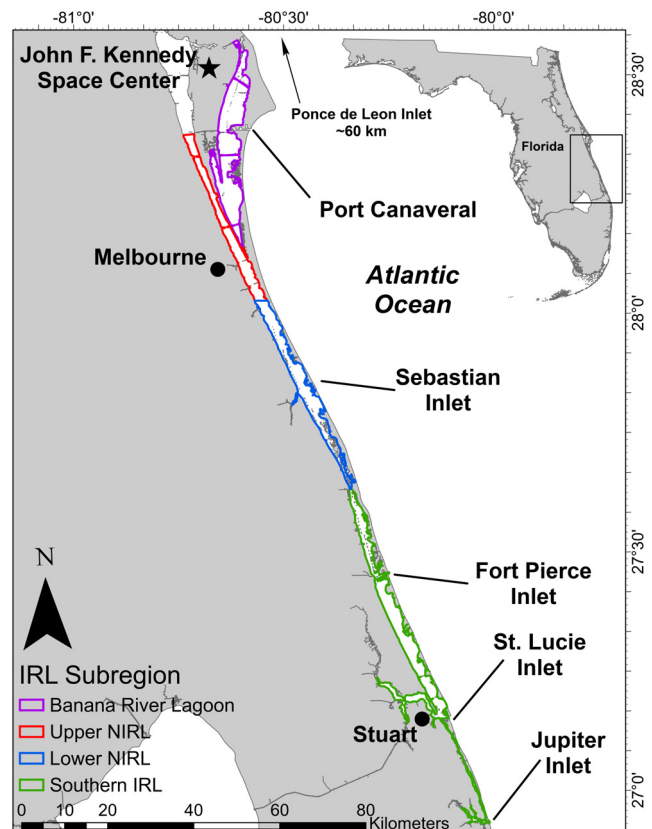 -81°0'
-80°30'
-80°0'
John F. Kennedy
Space Center
Ponce de Leon Inlet
~60 km
Florida
28°30'
Port Canaveral
Melbourne
Atlantic
Ocean
28°0'
Sebastian
Inlet
27°30'
Fort Pierce
Inlet
N
St. Lucie
Inlet
IRL Subregion
Banana River Lagoon
Upper NIRL
Lower NIRL
Southern IRL
Stuart
Jupiter
Inlet
27°0'
0 10 20 40 60 80
Kilometers